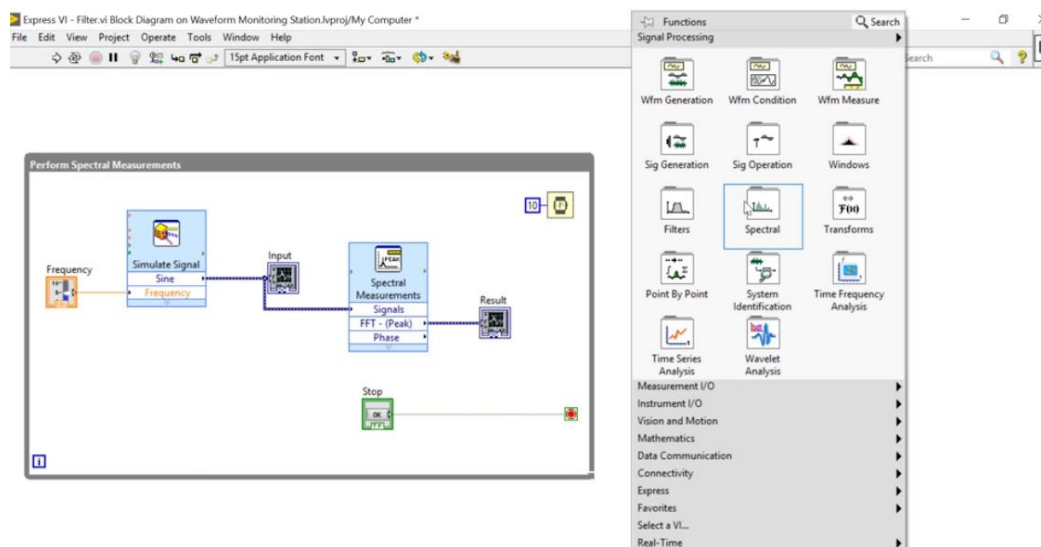 Express VI - Filter.vi Block Diagram on Waveform Monitoring Station.lvproj/My Computer *
File Edit View Project Operate Tools Window Help
15pt Application Font
Search
Functions
Search
Signal Processing
Wfm Generation Wfm Condition Wfm Measure
Sig Generation Sig Operation Windows
Filters Spectral Transforms
Point By Point System Identification Time Frequency Analysis
Time Series Analysis Wavelet Analysis
Measurement I/O
Instrument I/O
Vision and Motion
Mathematics
Data Communication
Connectivity
Express
Favorites
Select a VI...
Real-Time
Perform Spectral Measurements
10
Frequency
Simulate Signal
Sine
Frequency
Input
PEAK
Spectral
Measurements
Signals
FFT - (Peak)
Phase
Result
Stop
OK
TF
i